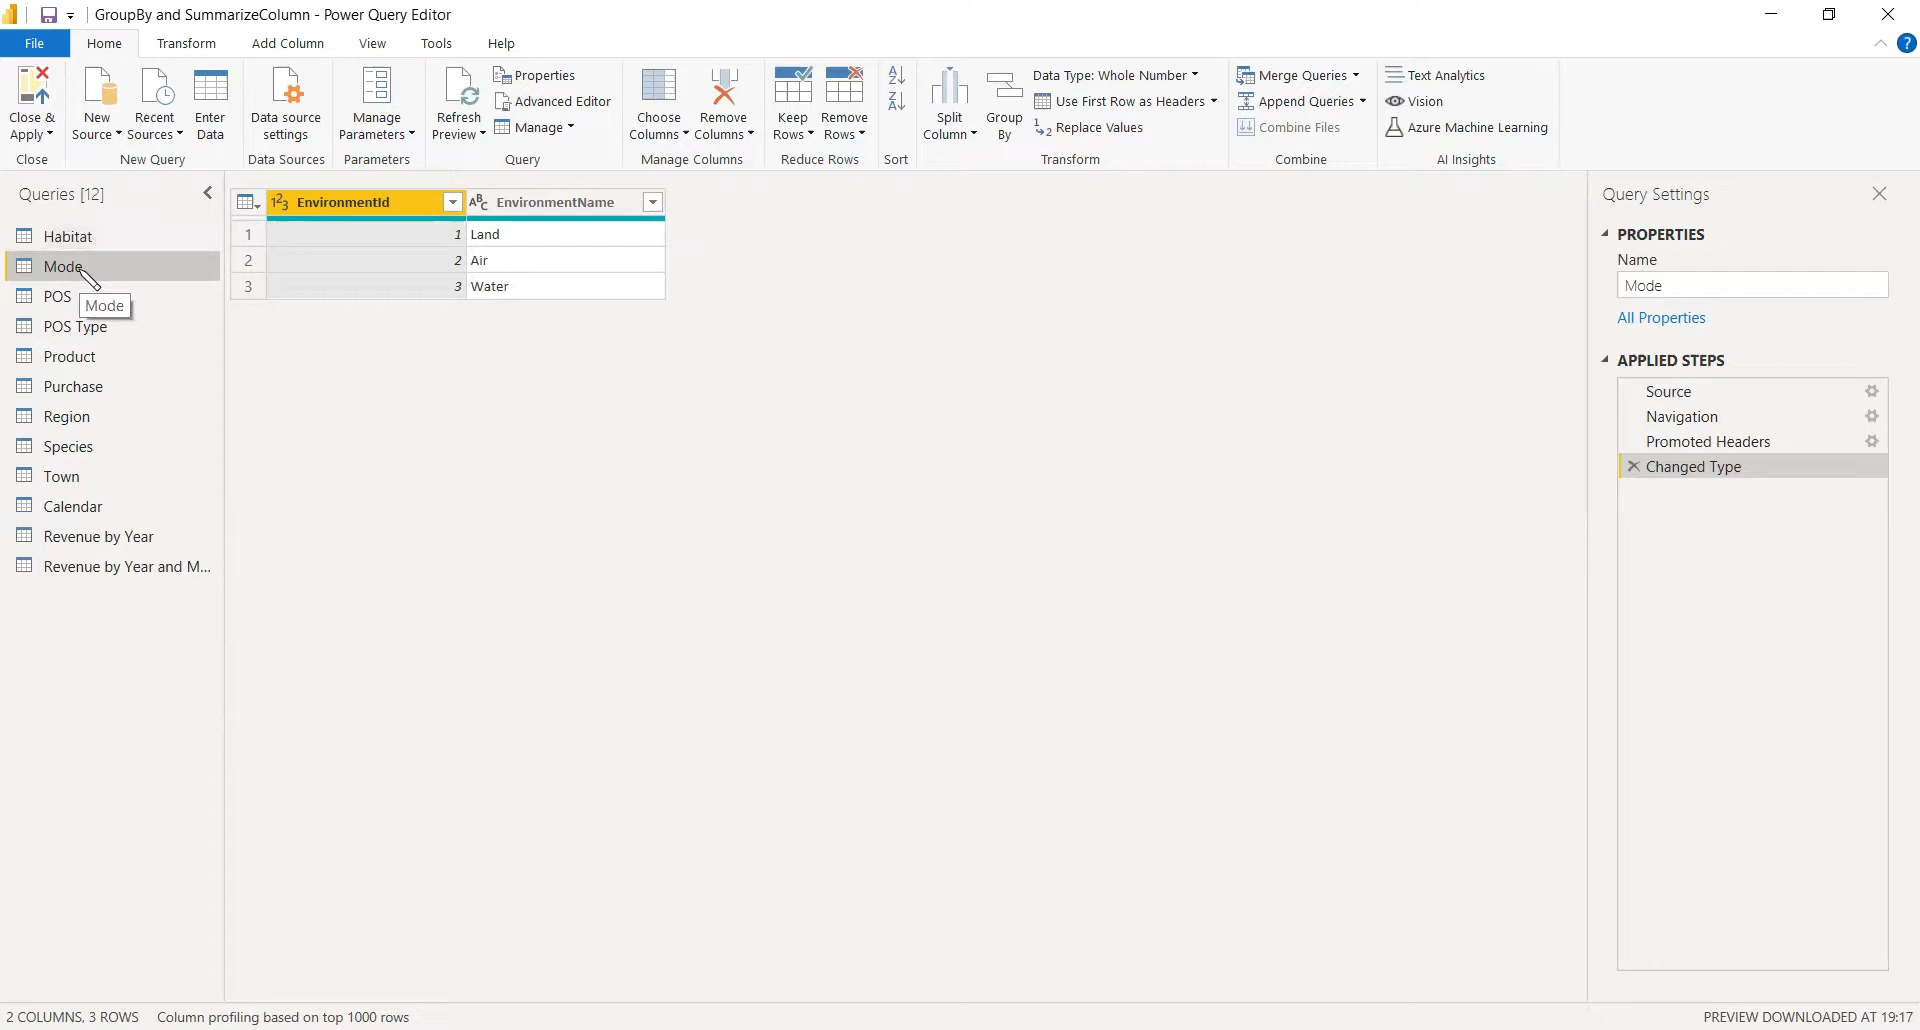 GroupBy and SummarizeColumn - Power Query Editor
File Home Transform Add Column View Tools Help
?
Close & Apply
Close
New Source
Recent Sources
Enter Data
New Query
Data source settings
Data Sources
Manage Parameters
Parameters
Refresh Preview
Properties
Advanced Editor
Manage
Query
Choose Columns
Remove Columns
Manage Columns
Keep Rows
Remove Rows
Reduce Rows
A
Z
Z
A
Sort
Split Column
Group By
Data Type: Whole Number
Use First Row as Headers
1
2 Replace Values
Transform
Merge Queries
Append Queries
Combine Files
Combine
Text Analytics
Vision
Azure Machine Learning
AI Insights
Queries [12]
Habitat
Mode
POS
Mode
POS Type
Product
Purchase
Region
Species
Town
Calendar
Revenue by Year
Revenue by Year and M...
123 EnvironmentId ABC EnvironmentName
1 1 Land
2 2 Air
3 3 Water
Query Settings
PROPERTIES
Name
Mode
All Properties
APPLIED STEPS
Source
Navigation
Promoted Headers
Changed Type
2 COLUMNS, 3 ROWS Column profiling based on top 1000 rows
PREVIEW DOWNLOADED AT 19:17